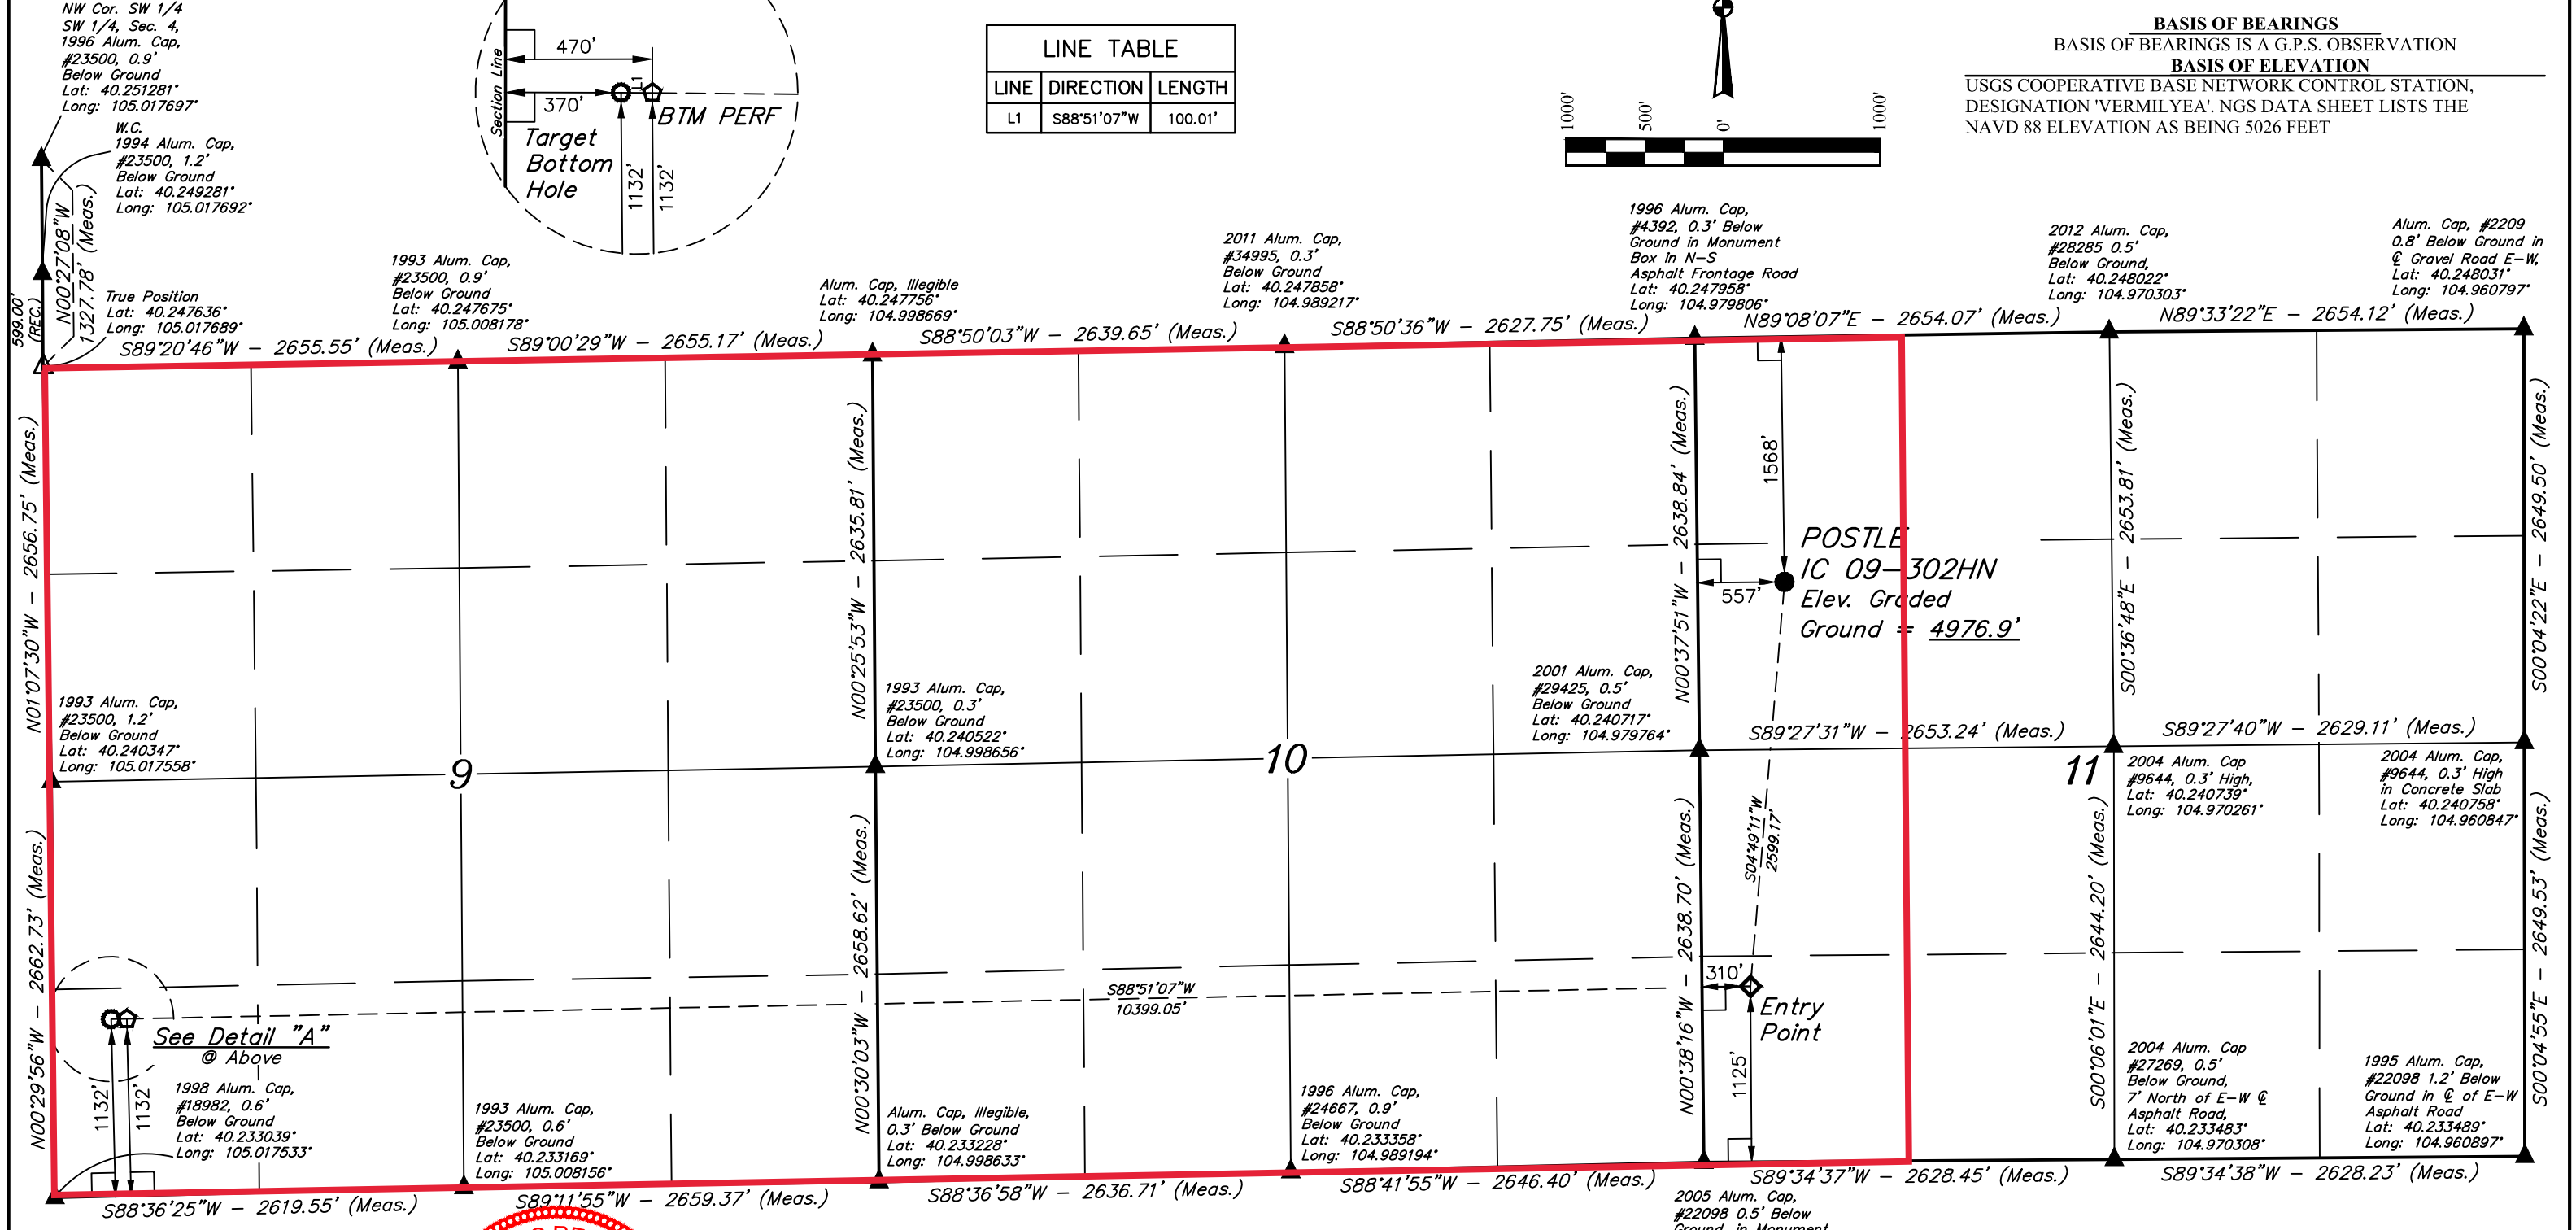 NW Cor. SW 1/4
SW 1/4, Sec. 4,
1996 Alum. Cap,
#23500, 0.9'
Below Ground
Lat: 40.251281°
Long: 105.017697°
W.C.
1994 Alum. Cap,
#23500, 1.2'
Below Ground
Lat: 40.249281°
Long: 105.017692°
N00°27'08"W
1327.78' (Meas.)
599.00'
(REC.)
True Position
Lat: 40.247636°
Long: 105.017689°
470'
370'
L1
Section Line
Target
Bottom
Hole
BTM PERF
1132'
1132'
LINE TABLE
LINE DIRECTION LENGTH
L1 S88°51'07"W 100.01'
1000'
500'
0'
1000'
BASIS OF BEARINGS
BASIS OF BEARINGS IS A G.P.S. OBSERVATION
BASIS OF ELEVATION
USGS COOPERATIVE BASE NETWORK CONTROL STATION,
DESIGNATION 'VERMILYEA'. NGS DATA SHEET LISTS THE
NAVD 88 ELEVATION AS BEING 5026 FEET
1993 Alum. Cap,
#23500, 0.9'
Below Ground
Lat: 40.247675°
Long: 105.008178°
Alum. Cap, Illegible
Lat: 40.247756°
Long: 104.998669°
2011 Alum. Cap,
#34995, 0.3'
Below Ground
Lat: 40.247858°
Long: 104.989217°
1996 Alum. Cap,
#4392, 0.3' Below
Ground in Monument
Box in N-S
Asphalt Frontage Road
Lat: 40.247958°
Long: 104.979806°
2012 Alum. Cap,
#28285 0.5'
Below Ground,
Lat: 40.248022°
Long: 104.970303°
Alum. Cap, #2209
0.8' Below Ground in
℄ Gravel Road E-W,
Lat: 40.248031°
Long: 104.960797°
S89°20'46"W - 2655.55' (Meas.)
S89°00'29"W - 2655.17' (Meas.)
S88°50'03"W - 2639.65' (Meas.)
S88°50'36"W - 2627.75' (Meas.)
N89°08'07"E - 2654.07' (Meas.)
N89°33'22"E - 2654.12' (Meas.)
N01°07'30"W - 2656.75' (Meas.)
N00°25'53"W - 2635.81' (Meas.)
N00°37'51"W - 2638.84' (Meas.)
S00°36'48"E - 2653.81' (Meas.)
S00°04'22"E - 2649.50' (Meas.)
1568'
557'
POSTLE
IC 09-302HN
Elev. Graded
Ground = 4976.9'
1993 Alum. Cap,
#23500, 1.2'
Below Ground
Lat: 40.240347°
Long: 105.017558°
1993 Alum. Cap,
#23500, 0.3'
Below Ground
Lat: 40.240522°
Long: 104.998656°
2001 Alum. Cap,
#29425, 0.5'
Below Ground
Lat: 40.240717°
Long: 104.979764°
S89°27'31"W - 2653.24' (Meas.)
S89°27'40"W - 2629.11' (Meas.)
9
10
11
2004 Alum. Cap
#9644, 0.3' High,
Lat: 40.240739°
Long: 104.970261°
2004 Alum. Cap,
#9644, 0.3' High
in Concrete Slab
Lat: 40.240758°
Long: 104.960847°
S04°49'11"W
2599.17'
N00°29'56"W - 2662.73' (Meas.)
N00°30'03"W - 2658.62' (Meas.)
N00°38'16"W - 2638.70' (Meas.)
S00°06'01"E - 2644.20' (Meas.)
S00°04'55"E - 2649.53' (Meas.)
S88°51'07"W
10399.05'
310'
Entry
Point
1125'
See Detail "A"
@ Above
1132'
1132'
1998 Alum. Cap,
#18982, 0.6'
Below Ground
Lat: 40.233039°
Long: 105.017533°
1993 Alum. Cap,
#23500, 0.6'
Below Ground
Lat: 40.233169°
Long: 105.008156°
Alum. Cap, Illegible,
0.3' Below Ground
Lat: 40.233228°
Long: 104.998633°
1996 Alum. Cap,
#24667, 0.9'
Below Ground
Lat: 40.233358°
Long: 104.989194°
2004 Alum. Cap
#27269, 0.5'
Below Ground,
7' North of E-W ℄
Asphalt Road,
Lat: 40.233483°
Long: 104.970308°
1995 Alum. Cap,
#22098 1.2' Below
Ground in ℄ of E-W
Asphalt Road
Lat: 40.233489°
Long: 104.960897°
S88°36'25"W - 2619.55' (Meas.)
S89°11'55"W - 2659.37' (Meas.)
S88°36'58"W - 2636.71' (Meas.)
S88°41'55"W - 2646.40' (Meas.)
S89°34'37"W - 2628.45' (Meas.)
S89°34'38"W - 2628.23' (Meas.)
2005 Alum. Cap,
#22098 0.5' Below
Ground in Monument